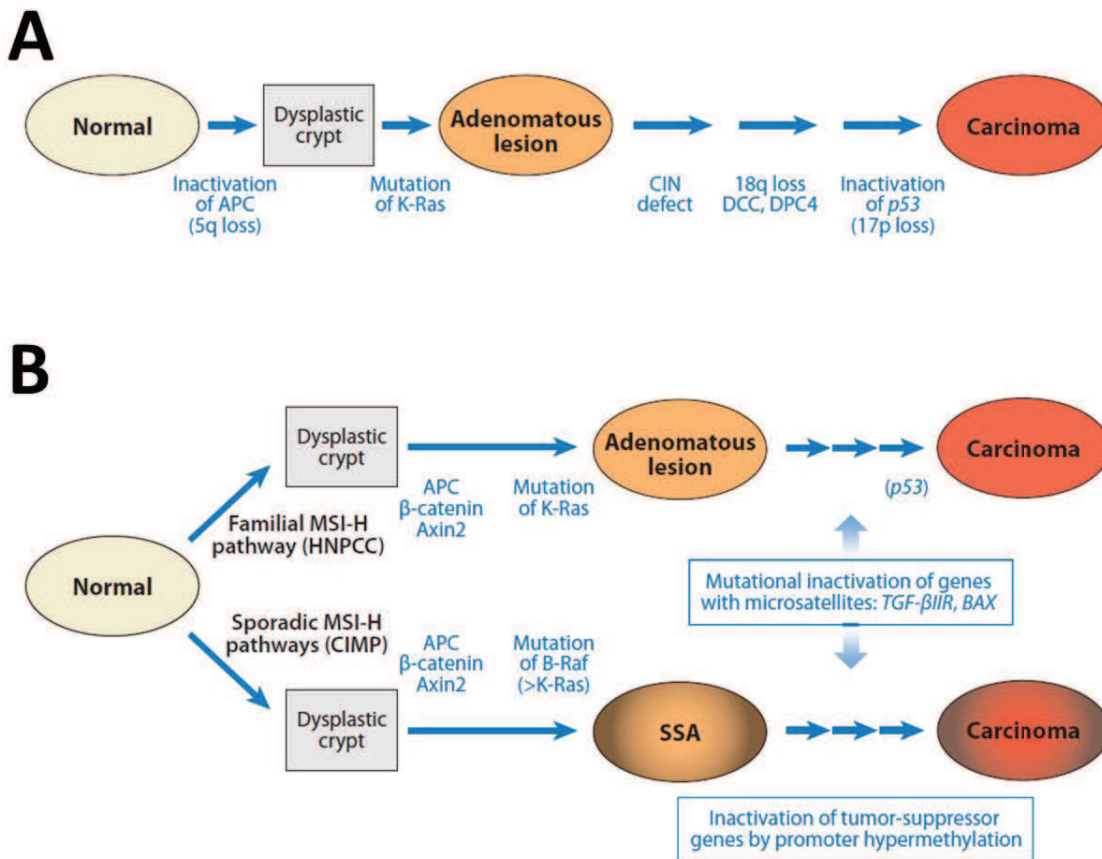 A
Normal
Dysplastic
crypt
Adenomatous
lesion
Carcinoma
Inactivation
of APC
(5q loss)
Mutation
of K-Ras
CIN
defect
18q loss
DCC, DPC4
Inactivation
of p53
(17p loss)
B
Dysplastic
crypt
Adenomatous
lesion
Carcinoma
APC
β-catenin
Axin2
Mutation
of K-Ras
(p53)
Familial MSI-H
pathway (HNPCC)
Normal
Mutational inactivation of genes
with microsatellites: TGF-βIIR, BAX
Sporadic MSI-H
pathways (CIMP)
APC
β-catenin
Axin2
Mutation
of B-Raf
(>K-Ras)
Dysplastic
crypt
SSA
Carcinoma
Inactivation of tumor-suppressor
genes by promoter hypermethylation